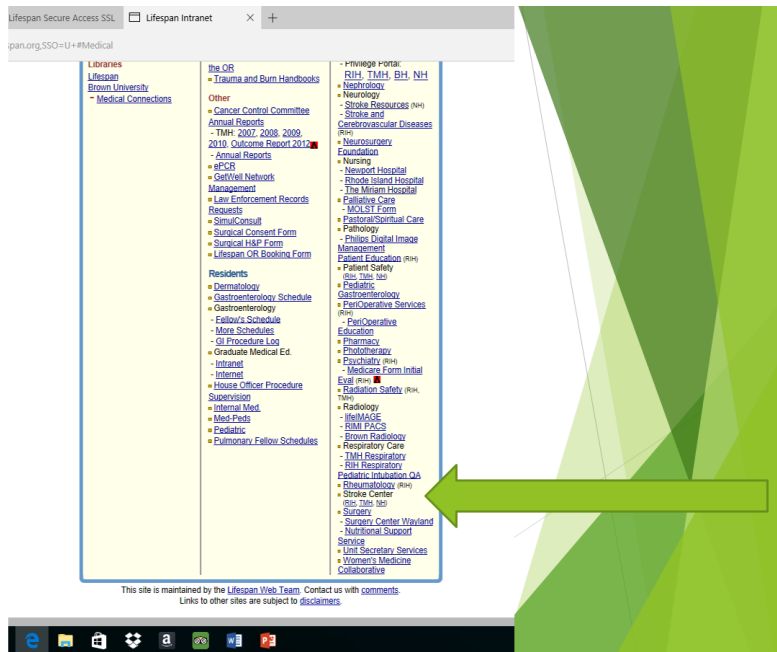 Lifespan Secure Access SSL
Lifespan Intranet
span.org,SSO=U+#Medical
Libraries
Lifespan
Brown University
- Medical Connections
the OR
Trauma and Burn Handbooks
Other
Cancer Control Committee
Annual Reports
- TMH: 2007, 2008, 2009,
2010, Outcome Report 2012
- Annual Reports
ePCR
GetWell Network
Management
Law Enforcement Records
Requests
SimulConsult
Surgical Consent Form
Surgical H&P Form
Lifespan OR Booking Form
Residents
Dermatology
Gastroenterology Schedule
Gastroenterology
- Fellow's Schedule
- More Schedules
- GI Procedure Log
Graduate Medical Ed.
- Intranet
- Internet
House Officer Procedure
Supervision
Internal Med.
Med-Peds
Pediatric
Pulmonary Fellow Schedules
- Privilege Portal:
RIH, TMH, BH, NH
Nephrology
Neurology
- Stroke Resources (NH)
- Stroke and
Cerebrovascular Diseases
(RIH)
Neurosurgery
Foundation
Nursing
- Newport Hospital
- Rhode Island Hospital
- The Miriam Hospital
Palliative Care
- MOLST Form
Pastoral/Spiritual Care
Pathology
- Philips Digital Image
Management
Patient Education (RIH)
Patient Safety
(RIH, TMH, NH)
Pediatric
Gastroenterology
PeriOperative Services
(RIH)
- PeriOperative
Education
Pharmacy
Phototherapy
Psychiatry (RIH)
- Medicare Form Initial
Eval (RIH)
Radiation Safety (RIH,
TMH)
Radiology
- lifeIMAGE
- RIMI PACS
- Brown Radiology
Respiratory Care
- TMH Respiratory
- RIH Respiratory
Pediatric Intubation QA
Rheumatology (RIH)
Stroke Center
(RIH, TMH, NH)
Surgery
- Surgery Center Wayland
- Nutritional Support
Service
Unit Secretary Services
Women's Medicine
Collaborative
This site is maintained by the Lifespan Web Team. Contact us with comments.
Links to other sites are subject to disclaimers.